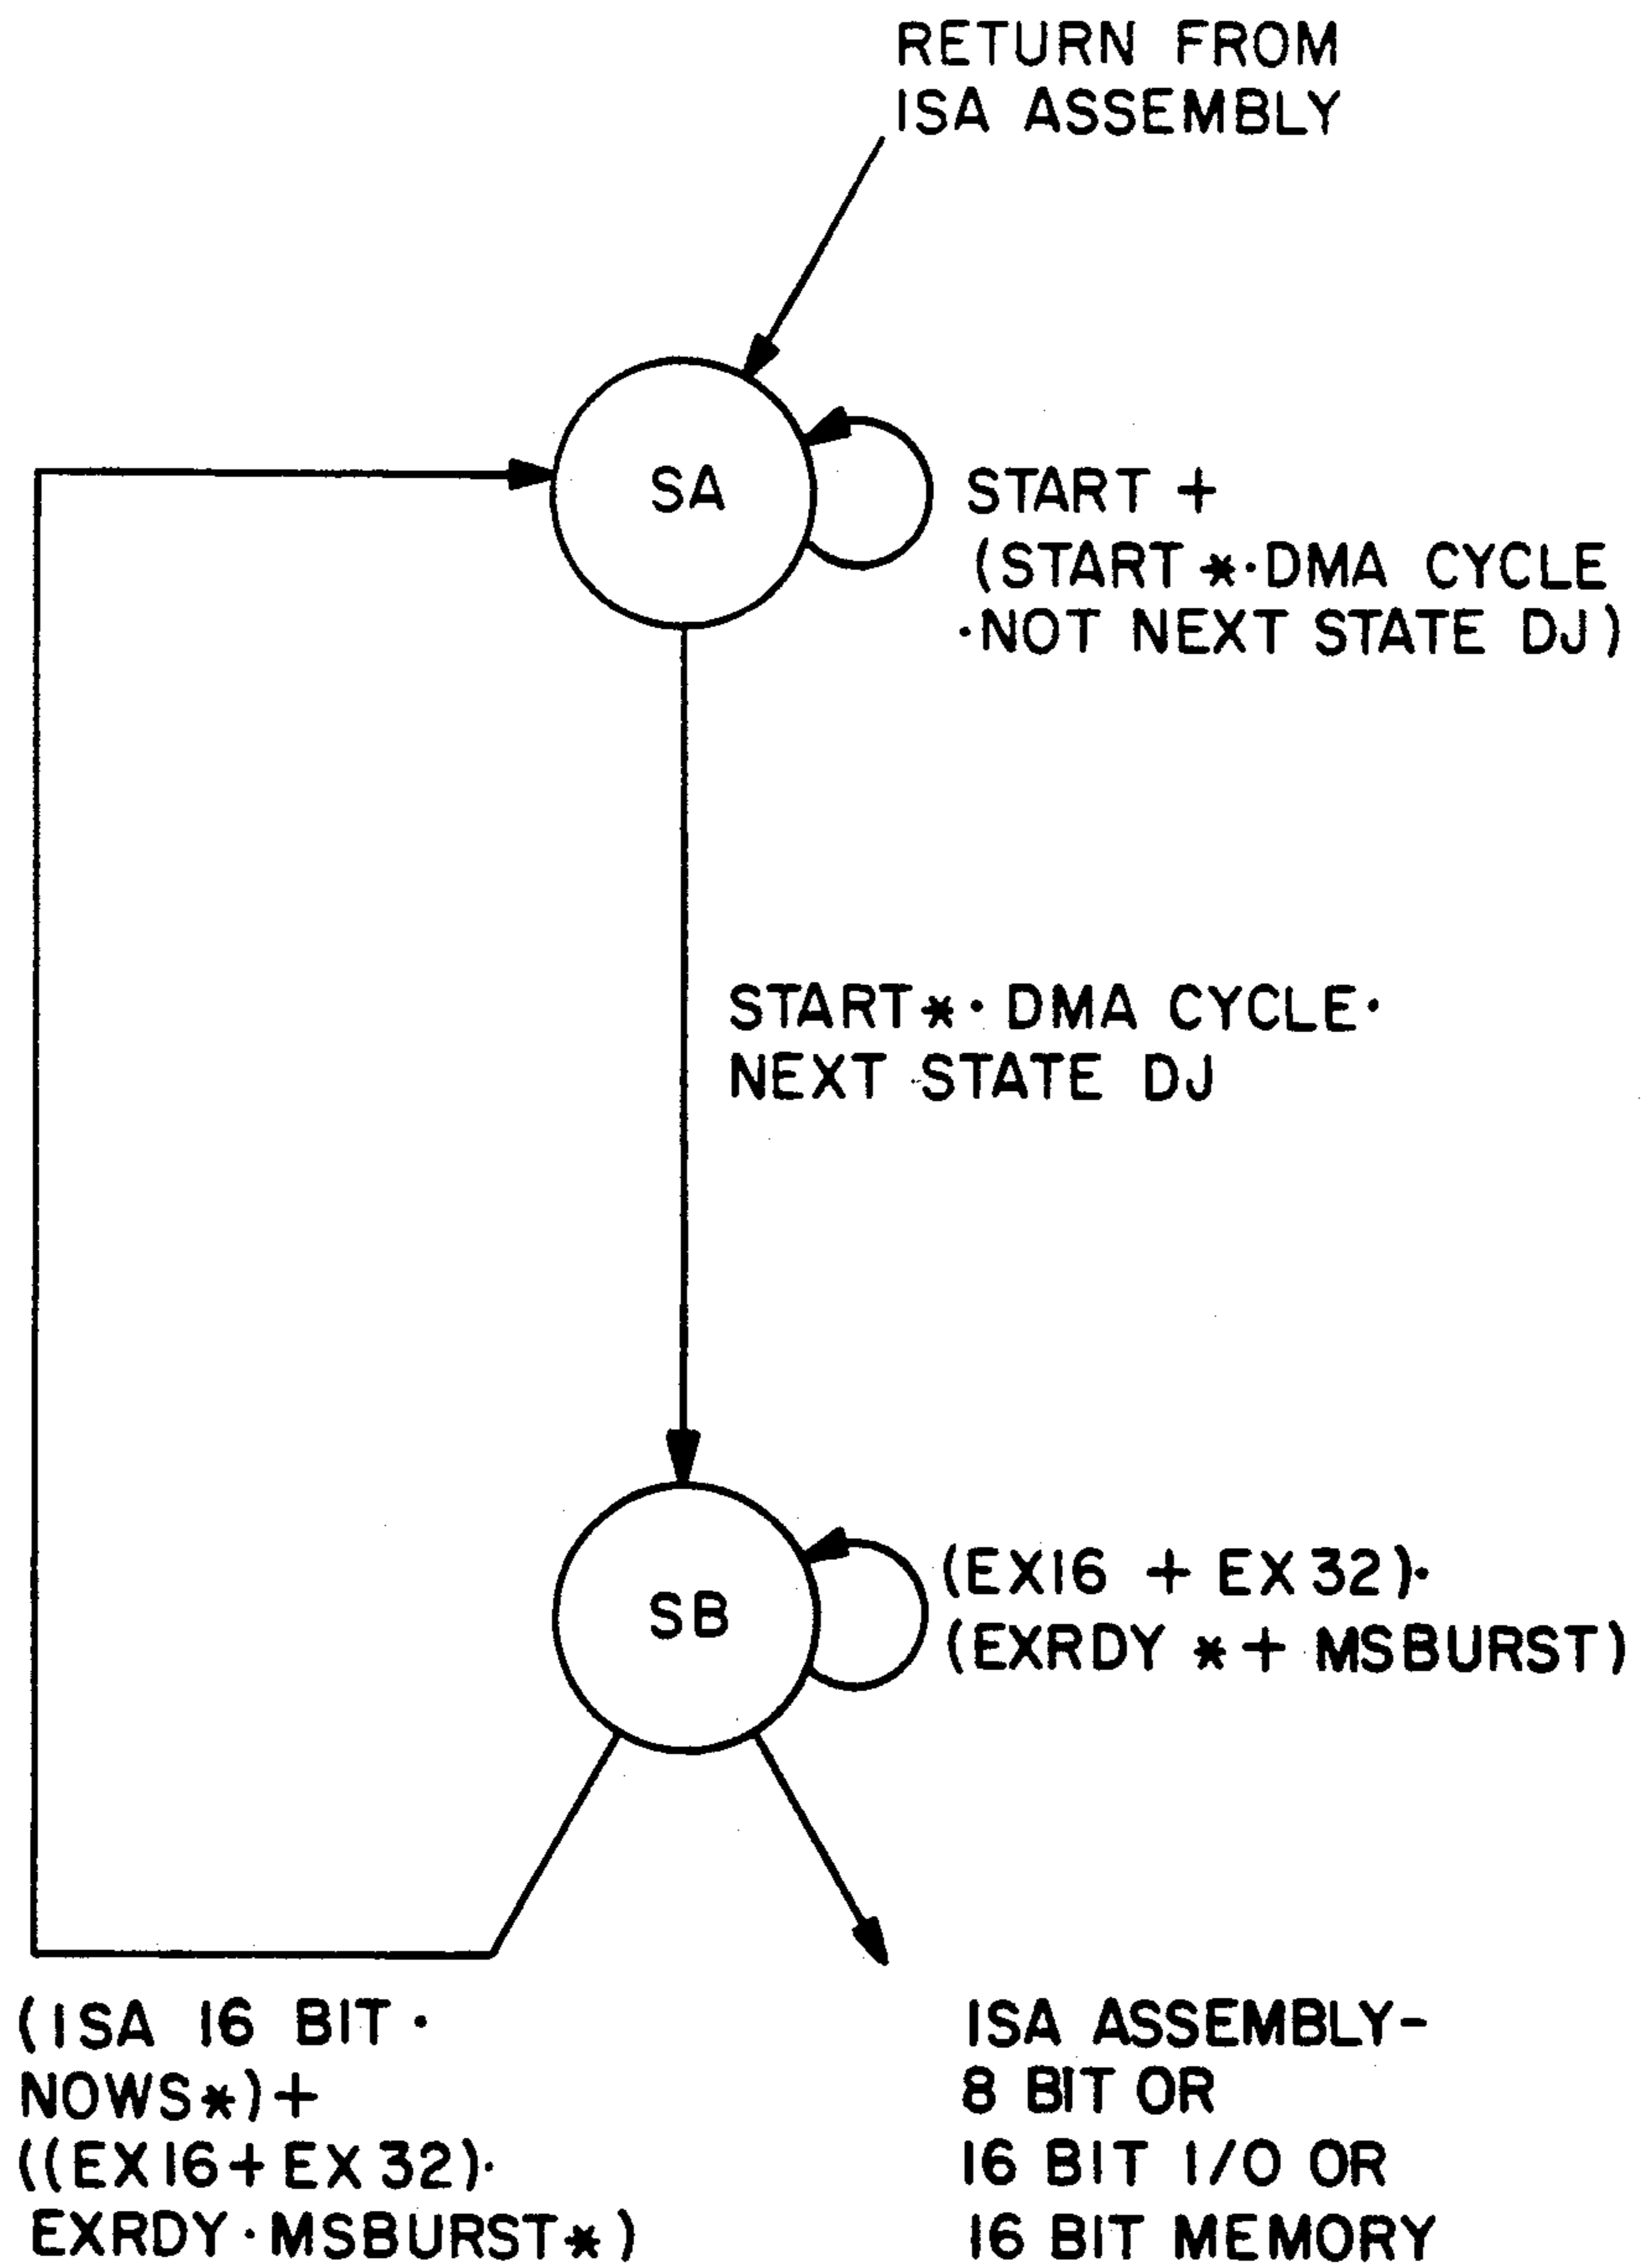 RETURN FROM
ISA ASSEMBLY
SA
START +
(START*·DMA CYCLE
·NOT NEXT STATE DJ)
START*· DMA CYCLE·
NEXT STATE DJ
SB
(EX16 + EX32)·
(EXRDY *+ MSBURST)
(ISA 16 BIT ·
NOWS*)+
((EX16+EX32)·
EXRDY·MSBURST*)
ISA ASSEMBLY-
8 BIT OR
16 BIT I/O OR
16 BIT MEMORY